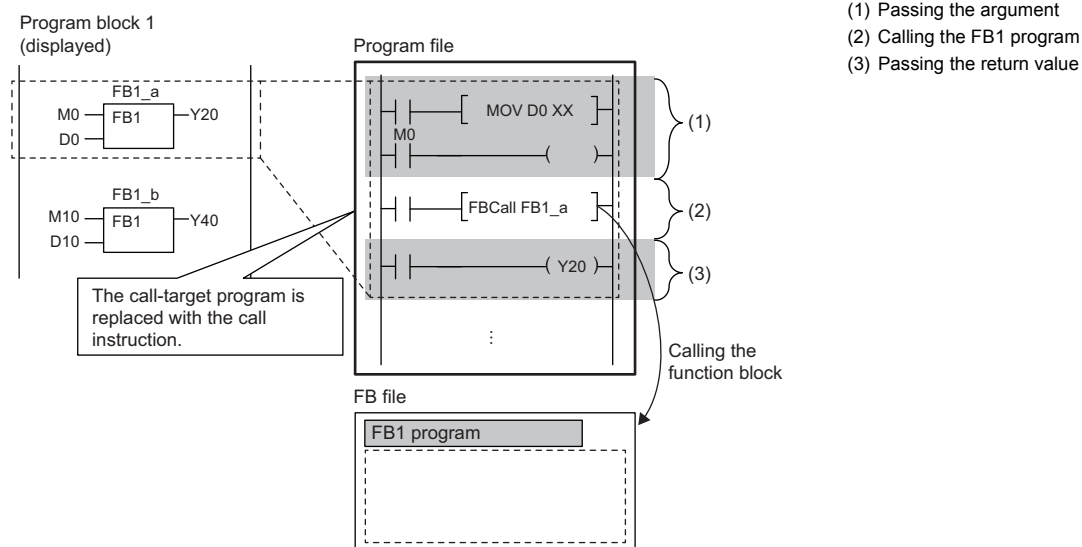 Program block 1
(displayed)
FB1_a
M0
FB1
Y20
D0
FB1_b
M10
FB1
Y40
D10
The call-target program is
replaced with the call
instruction.
Program file
MOV D0 XX
M0
(1)
FBCall FB1_a
(2)
Y20
(3)
⋮
Calling the
function block
FB file
FB1 program
(1) Passing the argument
(2) Calling the FB1 program
(3) Passing the return value